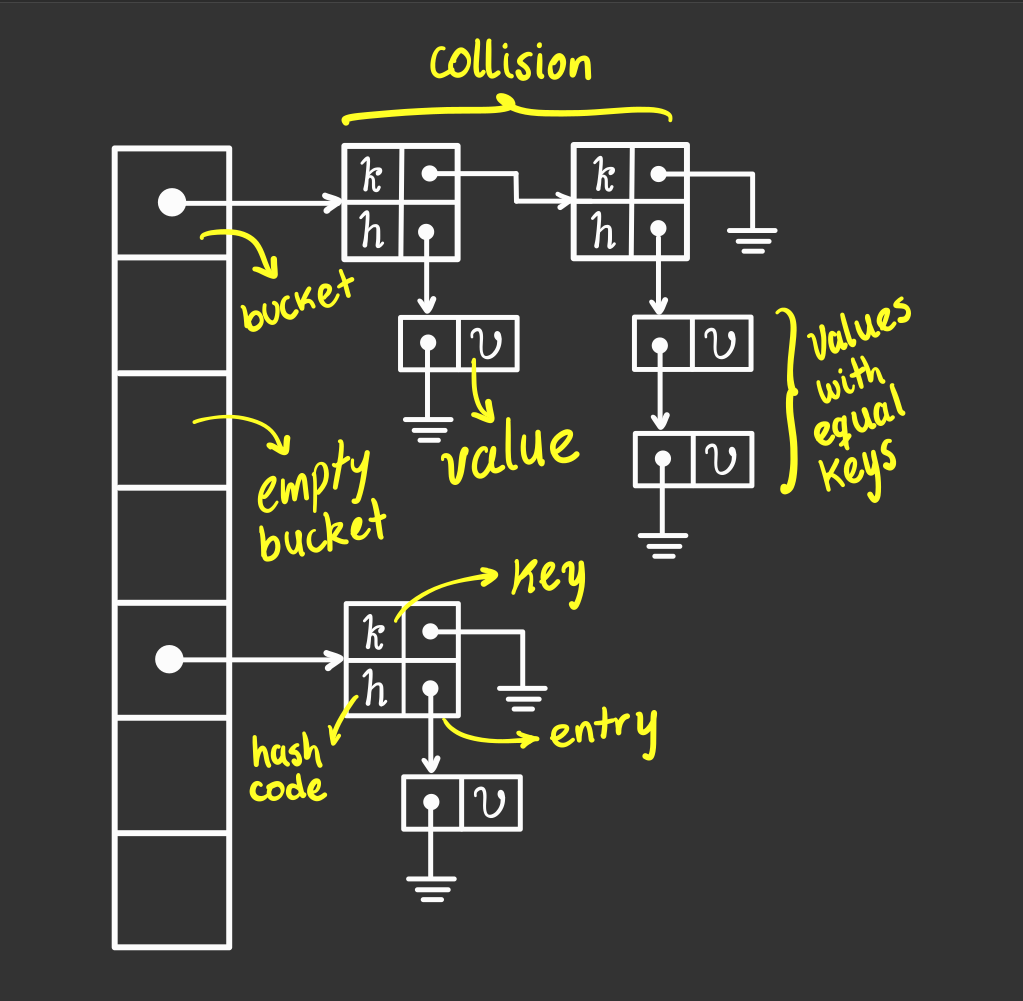 collision
k
k
h
h
bucket
v
v
value
values
with
equal
keys
empty
bucket
v
key
k
h
entry
hash
code
v